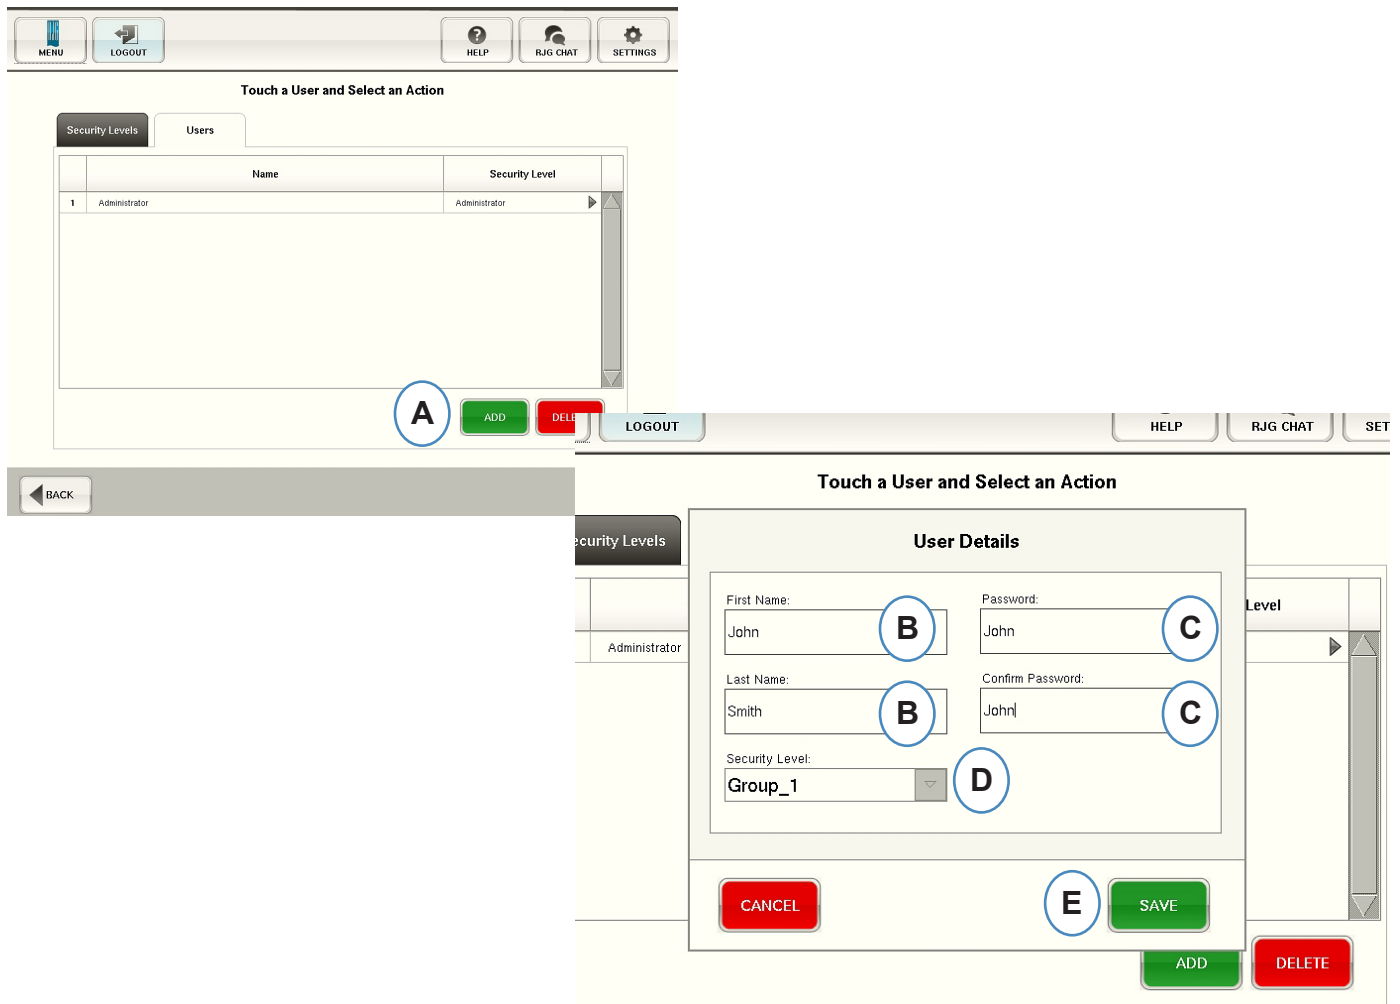 MENU
LOGOUT
HELP
RJG CHAT
SETTINGS
Touch a User and Select an Action
Security Levels
Users
Name
Security Level
1
Administrator
Administrator
A
ADD
DELE
BACK
LOGOUT
HELP
RJG CHAT
SET
Touch a User and Select an Action
ecurity Levels
User Details
Level
Administrator
First Name:
John
B
Password:
John
C
Last Name:
Smith
B
Confirm Password:
John
C
Security Level:
Group_1
D
CANCEL
E
SAVE
ADD
DELETE